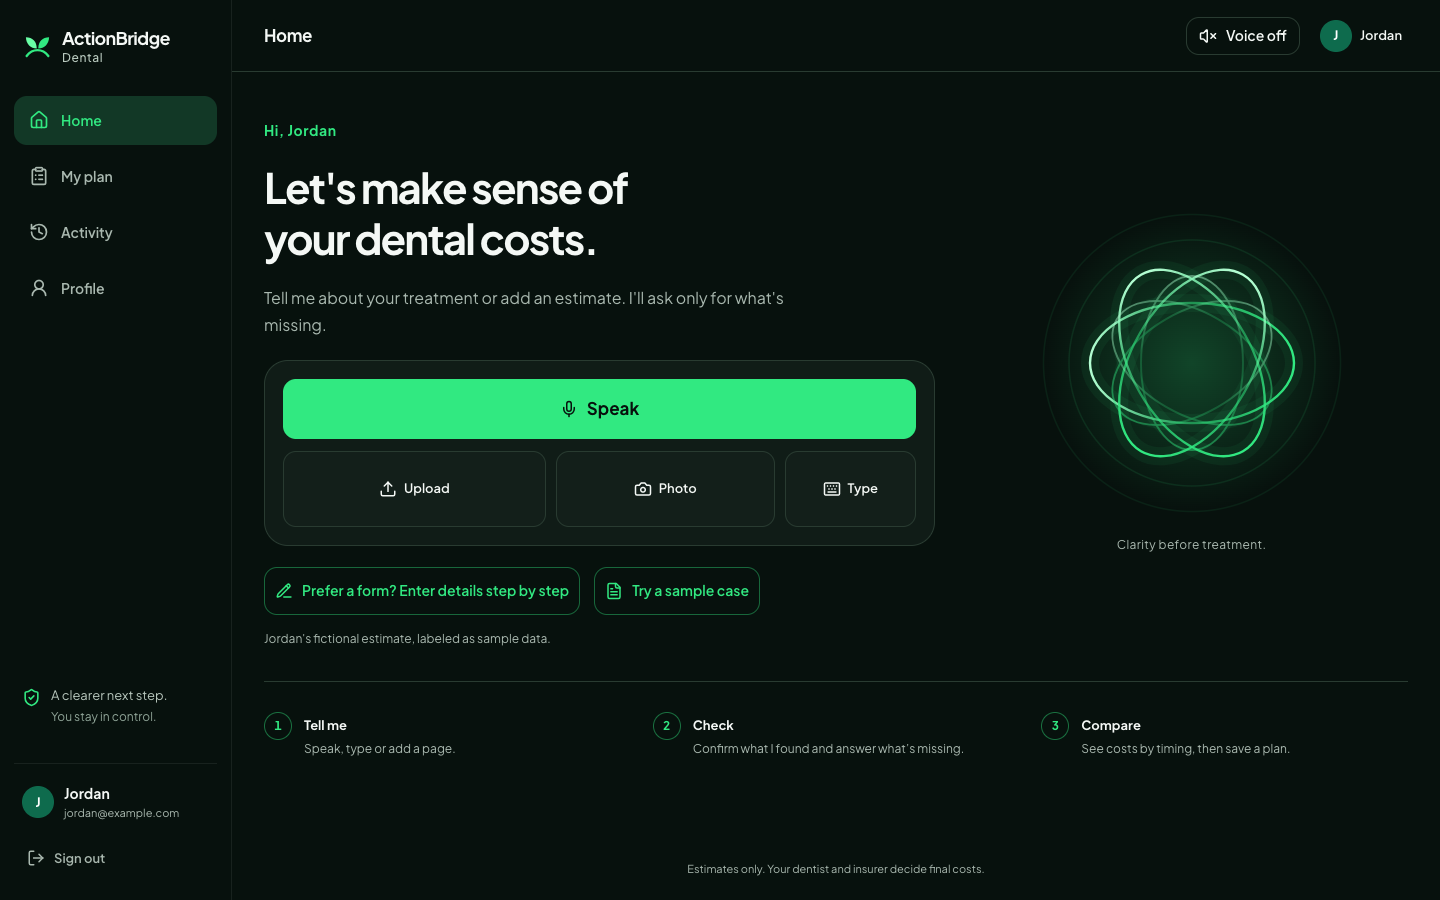 ActionBridge
Dental
Home
My plan
Activity
Profile
A clearer next step.
You stay in control.
J
Jordan
jordan@example.com
Sign out
Home
Voice off
J
Jordan
Hi, Jordan
Let's make sense of
your dental costs.
Tell me about your treatment or add an estimate. I'll ask only for what's
missing.
Speak
Upload
Photo
Type
Prefer a form? Enter details step by step
Try a sample case
Jordan's fictional estimate, labeled as sample data.
Clarity before treatment.
1
Tell me
Speak, type or add a page.
2
Check
Confirm what I found and answer what's missing.
3
Compare
See costs by timing, then save a plan.
Estimates only. Your dentist and insurer decide final costs.